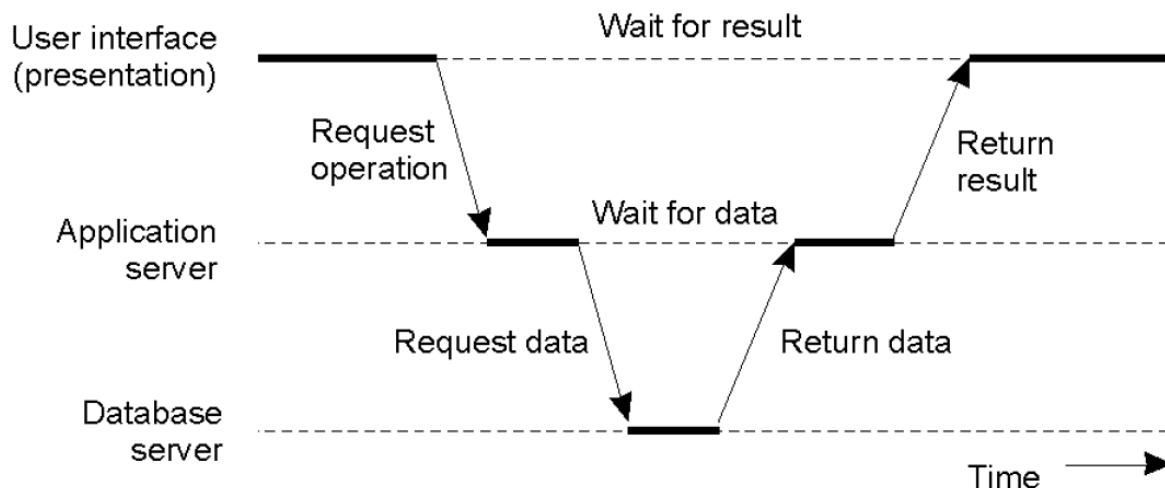 Wait for result
User interface
(presentation)
Request
operation
Return
result
Wait for data
Application
server
Request data
Return data
Database
server
Time